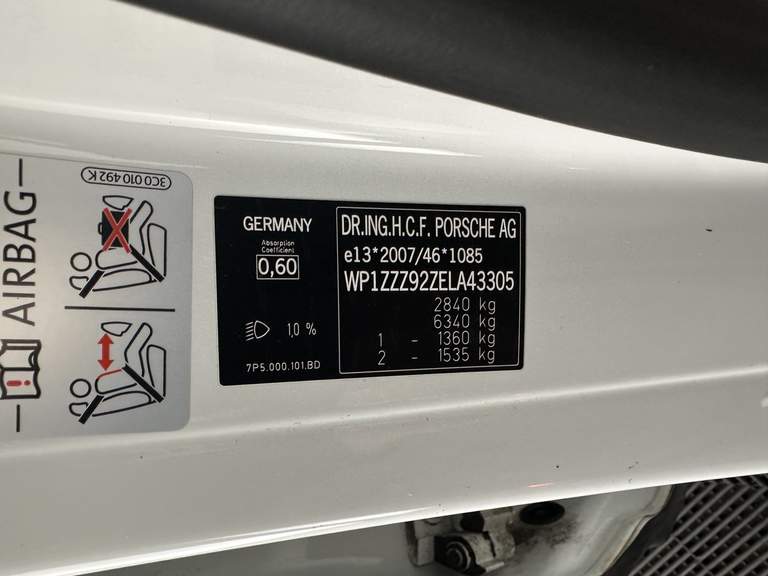 AIRBAG
3C0 010 492 K
GERMANY
Absorption
Coefficient
0,60
1,0 %
7P5.000.101.BD
DR.ING.H.C.F. PORSCHE AG
e13*2007/46*1085
WP1ZZZ92ZELA43305
2840 kg
6340 kg
1 - 1360 kg
2 - 1535 kg